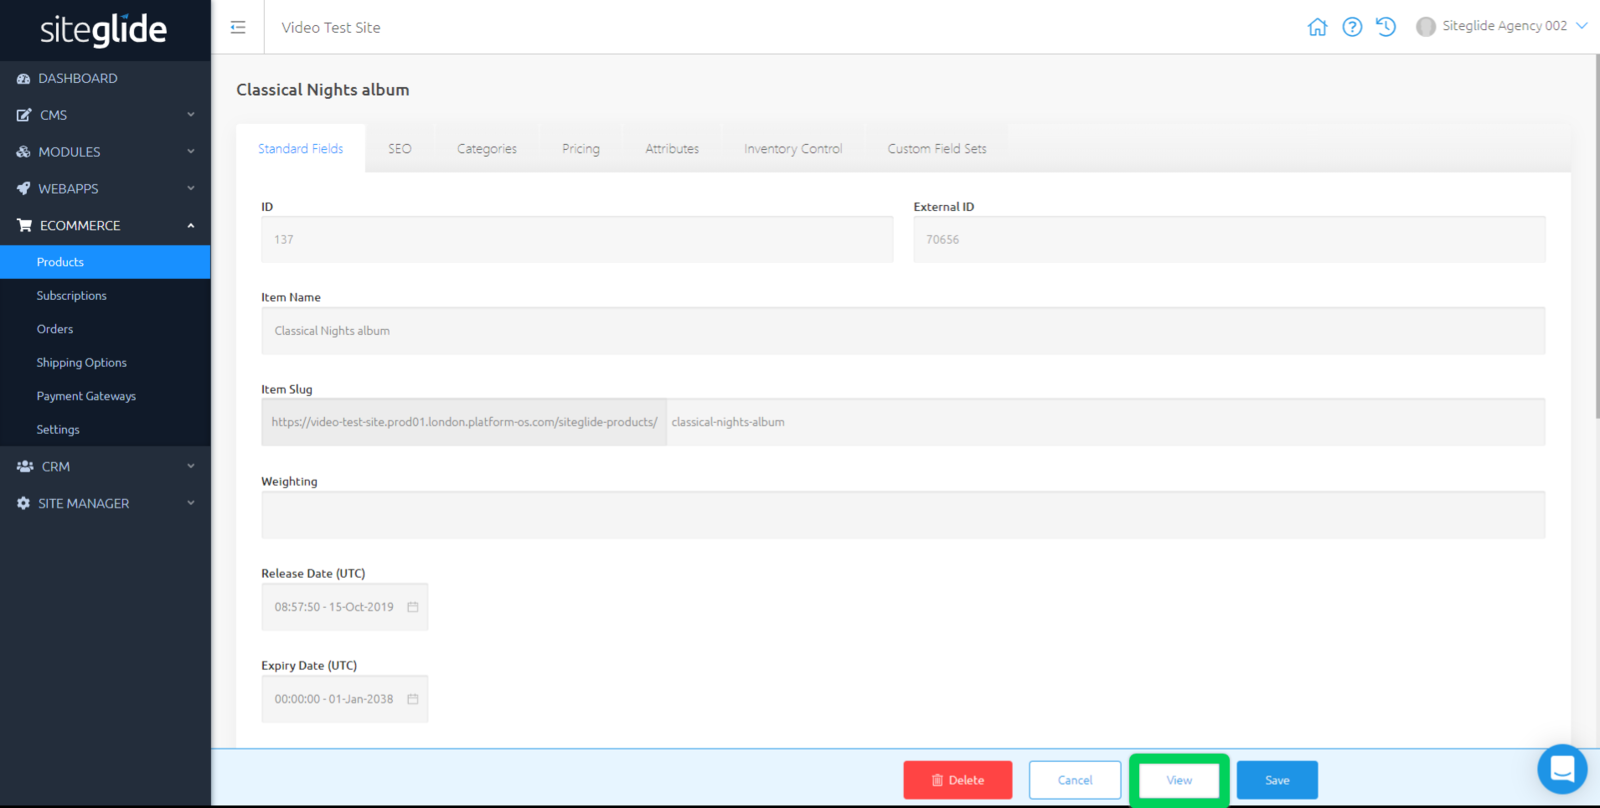 siteglide
Video Test Site
Siteglide Agency 002
DASHBOARD
CMS
MODULES
WEBAPPS
ECOMMERCE
Products
Subscriptions
Orders
Shipping Options
Payment Gateways
Settings
CRM
SITE MANAGER
Classical Nights album
Standard Fields SEO Categories Pricing Attributes Inventory Control Custom Field Sets
ID External ID
137 70656
Item Name
Classical Nights album
Item Slug
https://video-test-site.prod01.london.platform-os.com/siteglide-products/ classical-nights-album
Weighting
Release Date (UTC)
08:57:50 - 15-Oct-2019
Expiry Date (UTC)
00:00:00 - 01-Jan-2038
Delete Cancel View Save